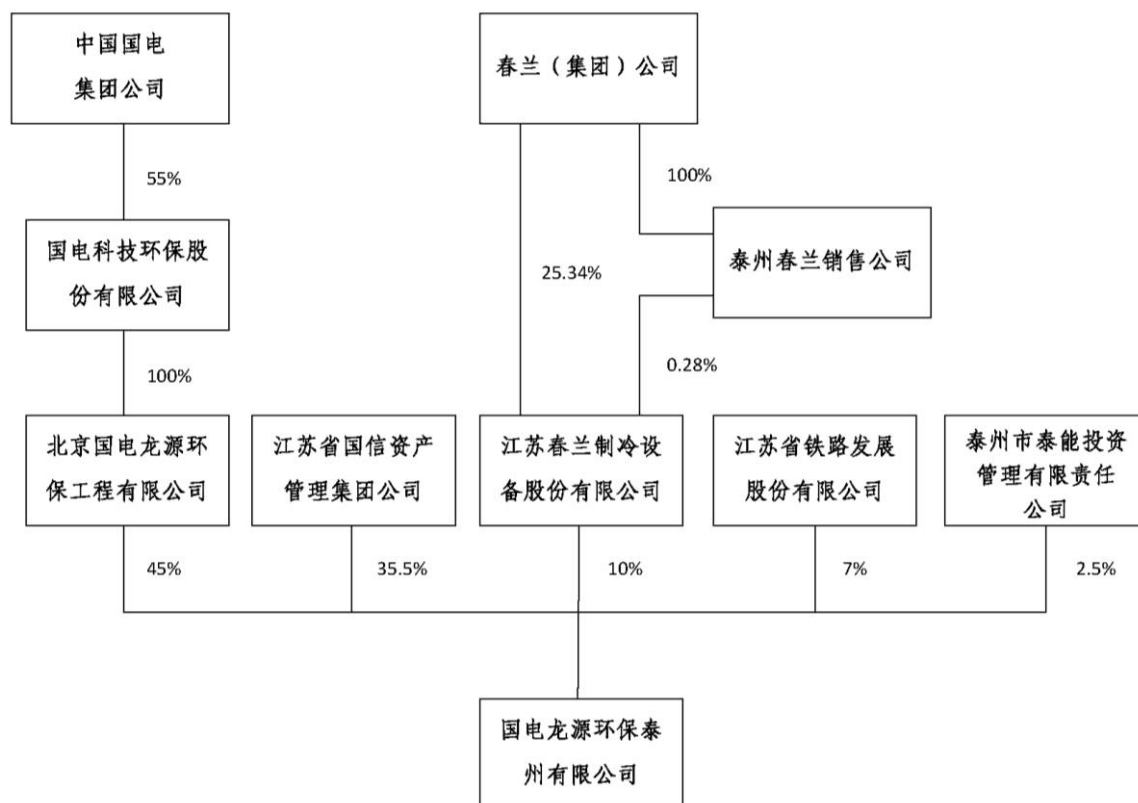 中国国电
集团公司
春兰（集团）公司
55%
100%
国电科技环保股
份有限公司
泰州春兰销售公司
25.34%
100%
0.28%
北京国电龙源环
保工程有限公司
江苏省国信资产
管理集团公司
江苏春兰制冷设
备股份有限公司
江苏省铁路发展
股份有限公司
泰州市泰能投资
管理有限责任
公司
45%
35.5%
10%
7%
2.5%
国电龙源环保泰
州有限公司